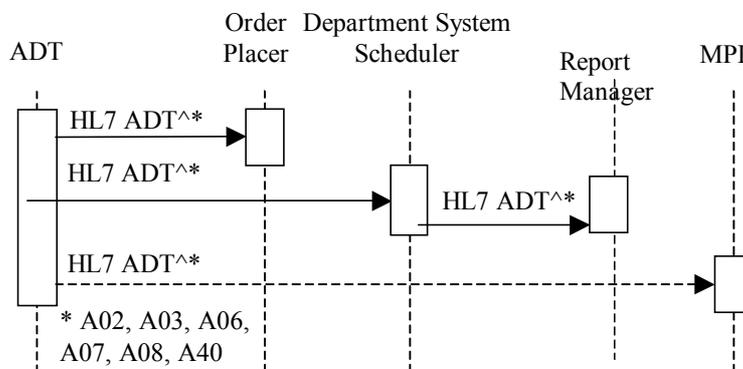 ADT
Order
Placer
Department System
Scheduler
Report
Manager
MPI
HL7 ADT^*
HL7 ADT^*
HL7 ADT^*
HL7 ADT^*
* A02, A03, A06,
A07, A08, A40